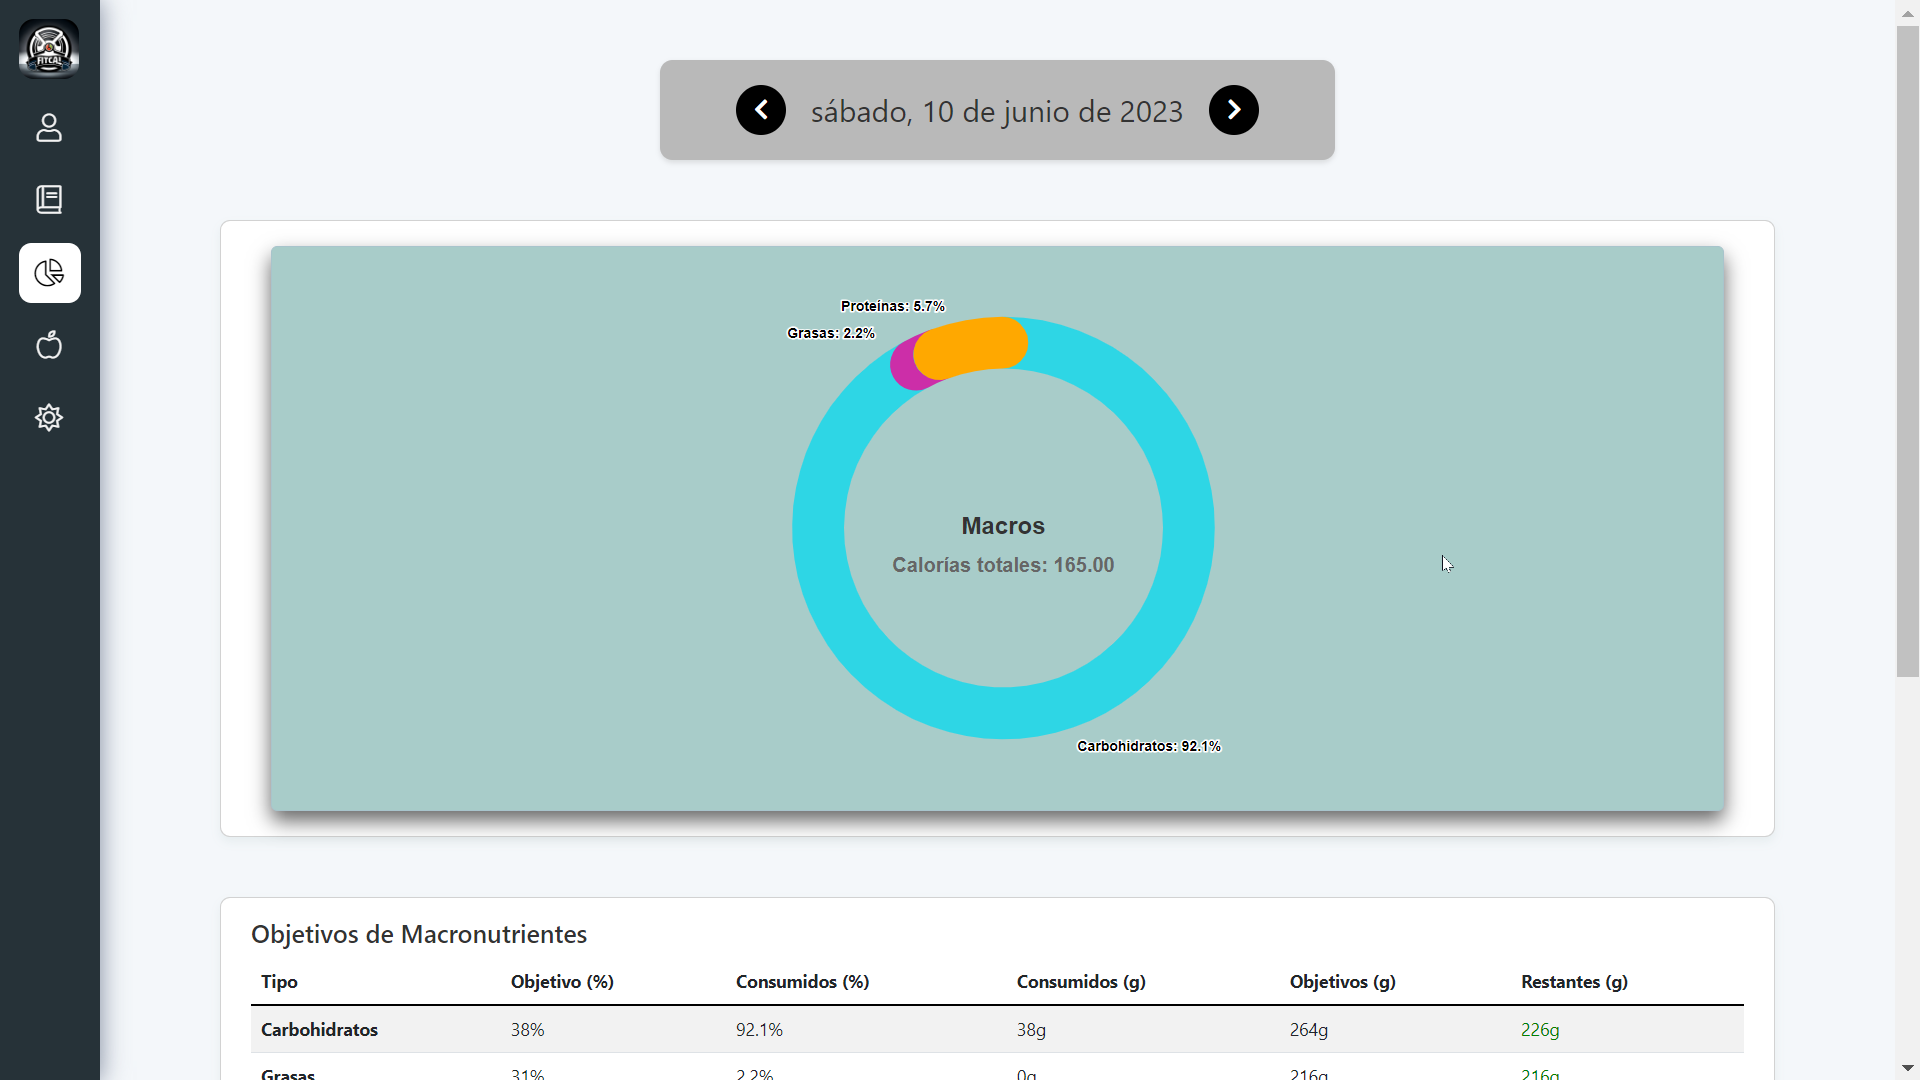 FITCAL
sábado, 10 de junio de 2023
Proteínas: 5.7%
Grasas: 2.2%
Macros
Calorías totales: 165.00
Carbohidratos: 92.1%
Objetivos de Macronutrientes
Tipo Objetivo (%) Consumidos (%) Consumidos (g) Objetivos (g) Restantes (g)
Carbohidratos 38% 92.1% 38g 264g 226g
Grasas 31% 2.2% 0g 216g 216g